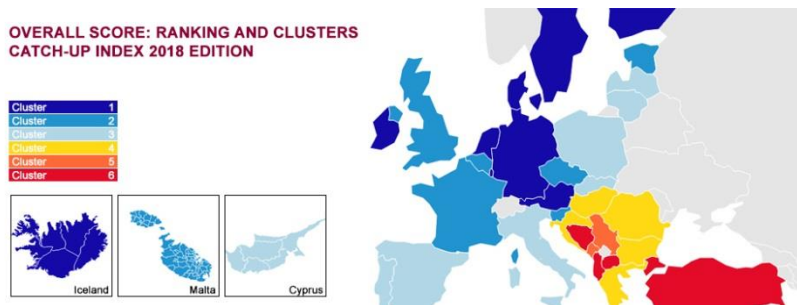 OVERALL SCORE: RANKING AND CLUSTERS
CATCH-UP INDEX 2018 EDITION
Cluster 1
Cluster 2
Cluster 3
Cluster 4
Cluster 5
Cluster 6
Iceland
Malta
Cyprus